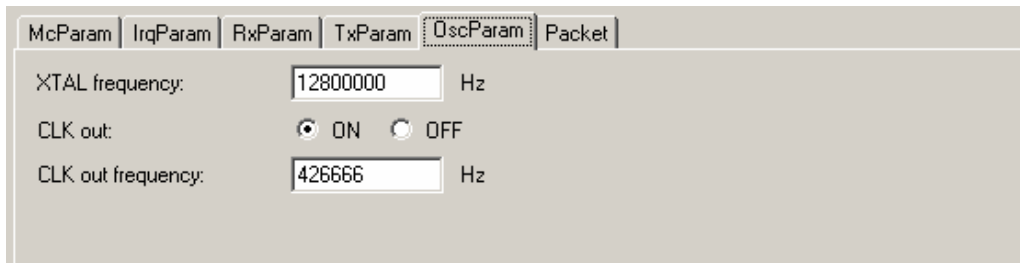 McParam IrqParam RxParam TxParam OscParam Packet
XTAL frequency: 12800000 Hz
CLK out: ON OFF
CLK out frequency: 426666 Hz